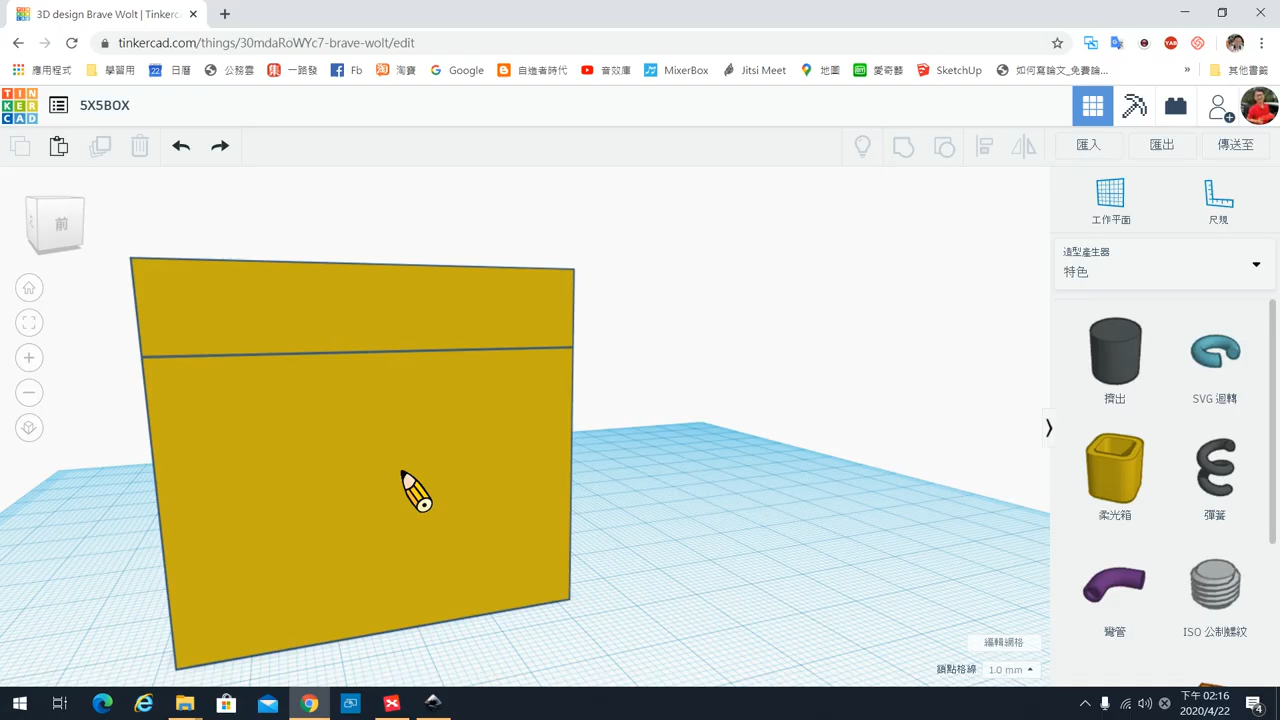 3D design Brave Wolt | Tinkerc
tinkercad.com/things/30mdaRoWYc7-brave-wolt/edit
應用程式 學習用 22 日曆 公務雲 集 一路發 Fb 淘 淘寶 Google 自造者時代 音效庫 MixerBox Jitsi Meet 地圖 愛奇藝 SketchUp 如何寫論文_免費論... » 其他書籤
TIN
KER
CAD
5X5BOX
匯入 匯出 傳送至
前
工作平面 尺規
造型產生器
特色
擠出 SVG 迴轉
柔光箱 彈簧
彎管 ISO 公制螺紋
編輯網格
鎖點格線 1.0 mm
下午 02:16
2020/4/22
4